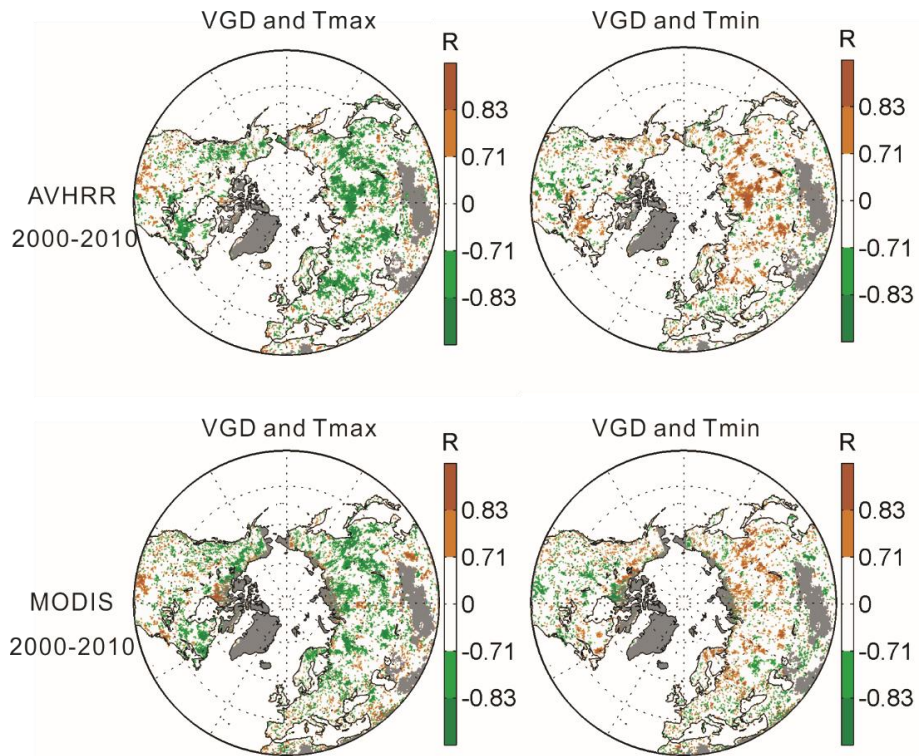 VGD and Tmax
VGD and Tmin
R
R
AVHRR
2000-2010
0.83
0.71
0
-0.71
-0.83
0.83
0.71
0
-0.71
-0.83
VGD and Tmax
VGD and Tmin
R
R
MODIS
2000-2010
0.83
0.71
0
-0.71
-0.83
0.83
0.71
0
-0.71
-0.83